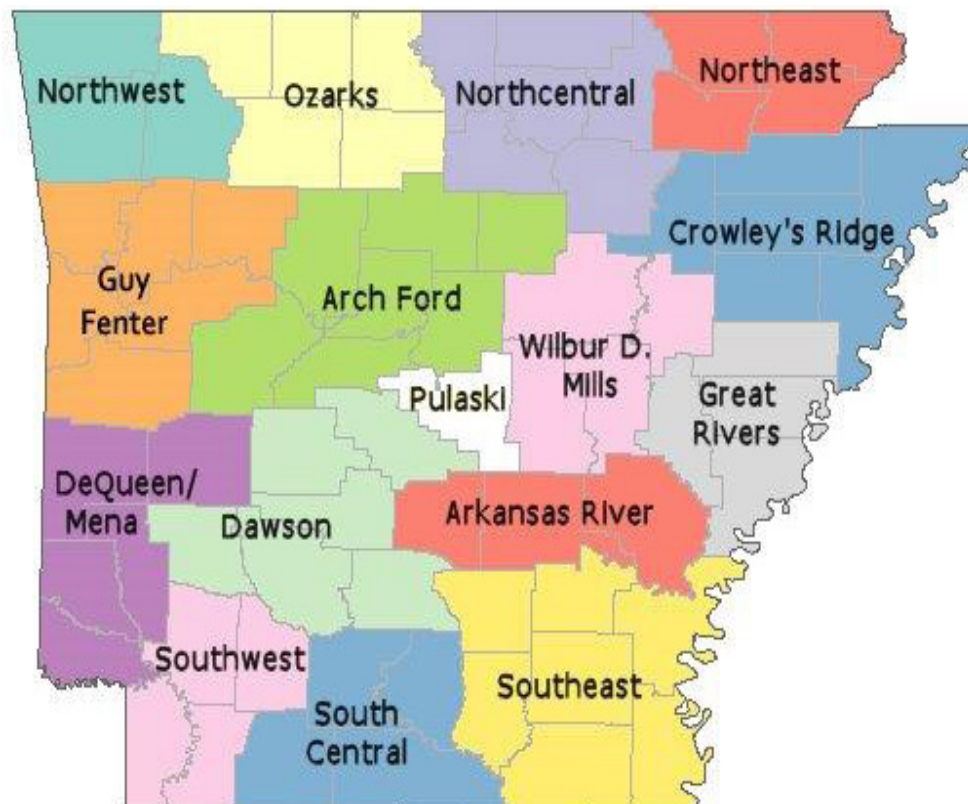 Northwest
Ozarks
Northcentral
Northeast
Crowley's Ridge
Guy
Fenter
Arch Ford
Wilbur D.
Mills
Pulaski
Great
Rivers
DeQueen/
Mena
Dawson
Arkansas River
Southwest
Southeast
South
Central